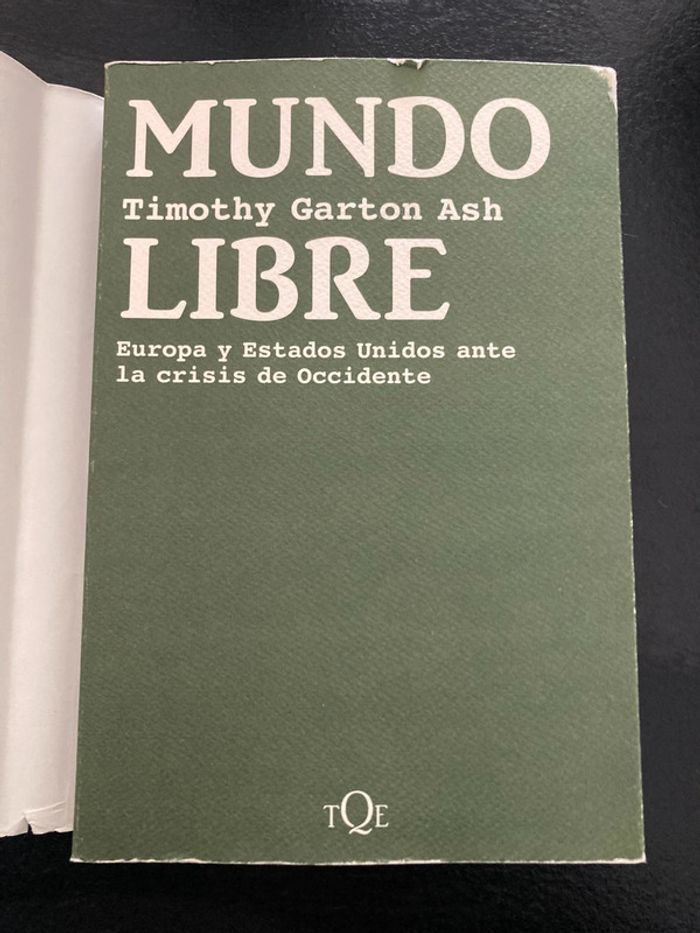 MUNDO
Timothy Garton Ash
LIBRE
Europa y Estados Unidos ante
la crisis de Occidente
TQE